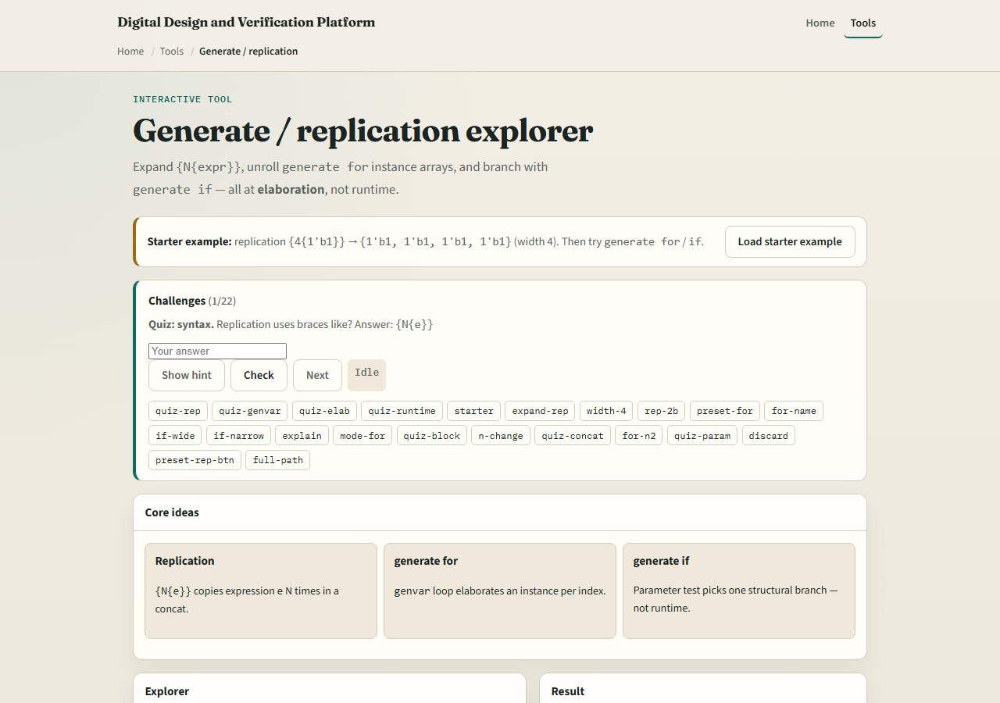 Digital Design and Verification Platform
Home
Tools
Home / Tools / Generate / replication
INTERACTIVE TOOL
Generate / replication explorer
Expand {N{expr}}, unroll generate for instance arrays, and branch with
generate if — all at elaboration, not runtime.
Starter example: replication {4{1'b1}} → {1'b1, 1'b1, 1'b1, 1'b1} (width 4). Then try generate for / if.
Load starter example
Challenges (1/22)
Quiz: syntax. Replication uses braces like? Answer: {N{e}}
Your answer
Show hint
Check
Next
Idle
quiz-rep quiz-genvar quiz-elab quiz-runtime starter expand-rep width-4 rep-2b preset-for for-name
if-wide if-narrow explain mode-for quiz-block n-change quiz-concat for-n2 quiz-param discard
preset-rep-btn full-path
Core ideas
Replication
{N{e}} copies expression e N times in a
concat.
generate for
genvar loop elaborates an instance per index.
generate if
Parameter test picks one structural branch —
not runtime.
Explorer
Result